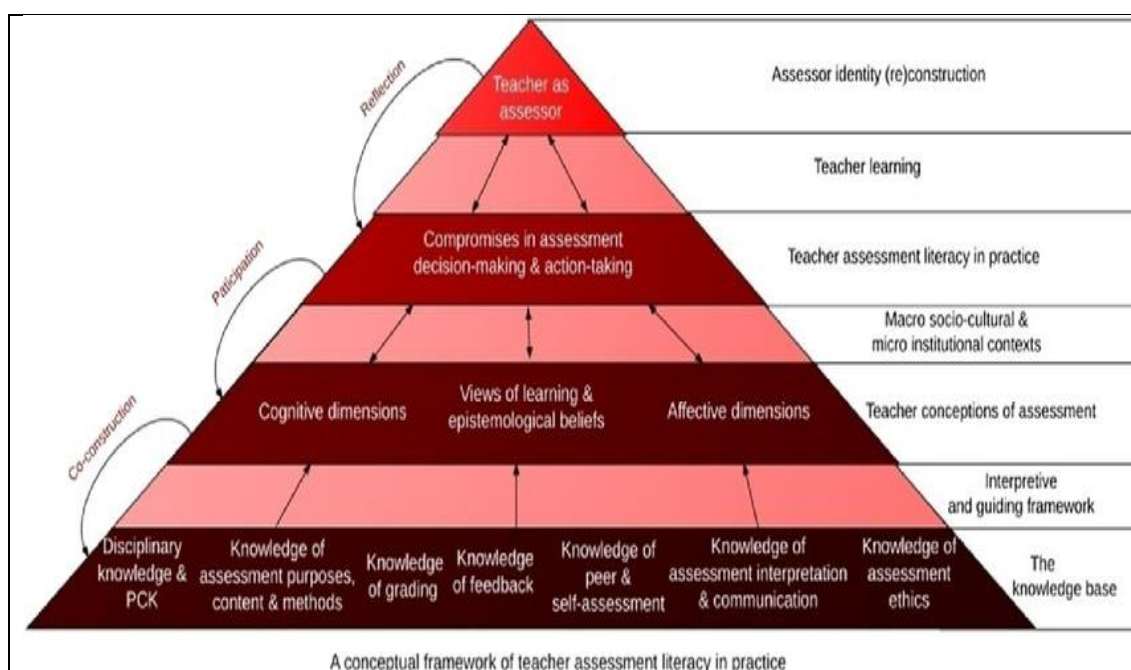 Reflection
Teacher as
assessor
Assessor identity (re)construction
Teacher learning
Paticipation
Compromises in assessment
decision-making & action-taking
Teacher assessment literacy in practice
Macro socio-cultural &
micro institutional contexts
Co-construction
Cognitive dimensions
Views of learning &
epistemological beliefs
Affective dimensions
Teacher conceptions of assessment
Interpretive
and guiding framework
Disciplinary
knowledge &
PCK
Knowledge of
assessment purposes,
content & methods
Knowledge
of grading
Knowledge
of feedback
Knowledge of
peer &
self-assessment
Knowledge of
assessment interpretation
& communication
Knowledge of
assessment
ethics
The
knowledge base
A conceptual framework of teacher assessment literacy in practice